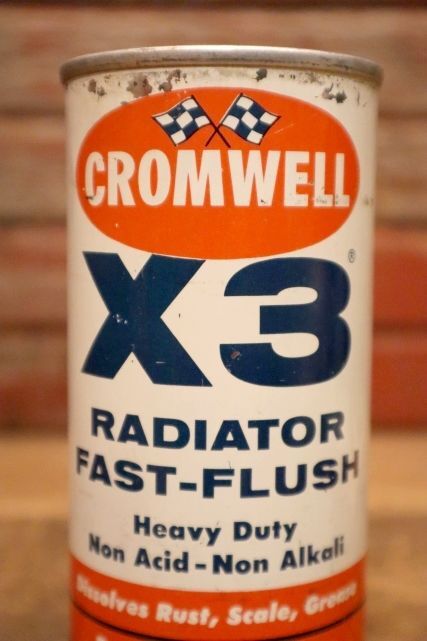 CROMWELL
X3®
RADIATOR
FAST-FLUSH
Heavy Duty
Non Acid - Non Alkali
Dissolves Rust, Scale, Grease